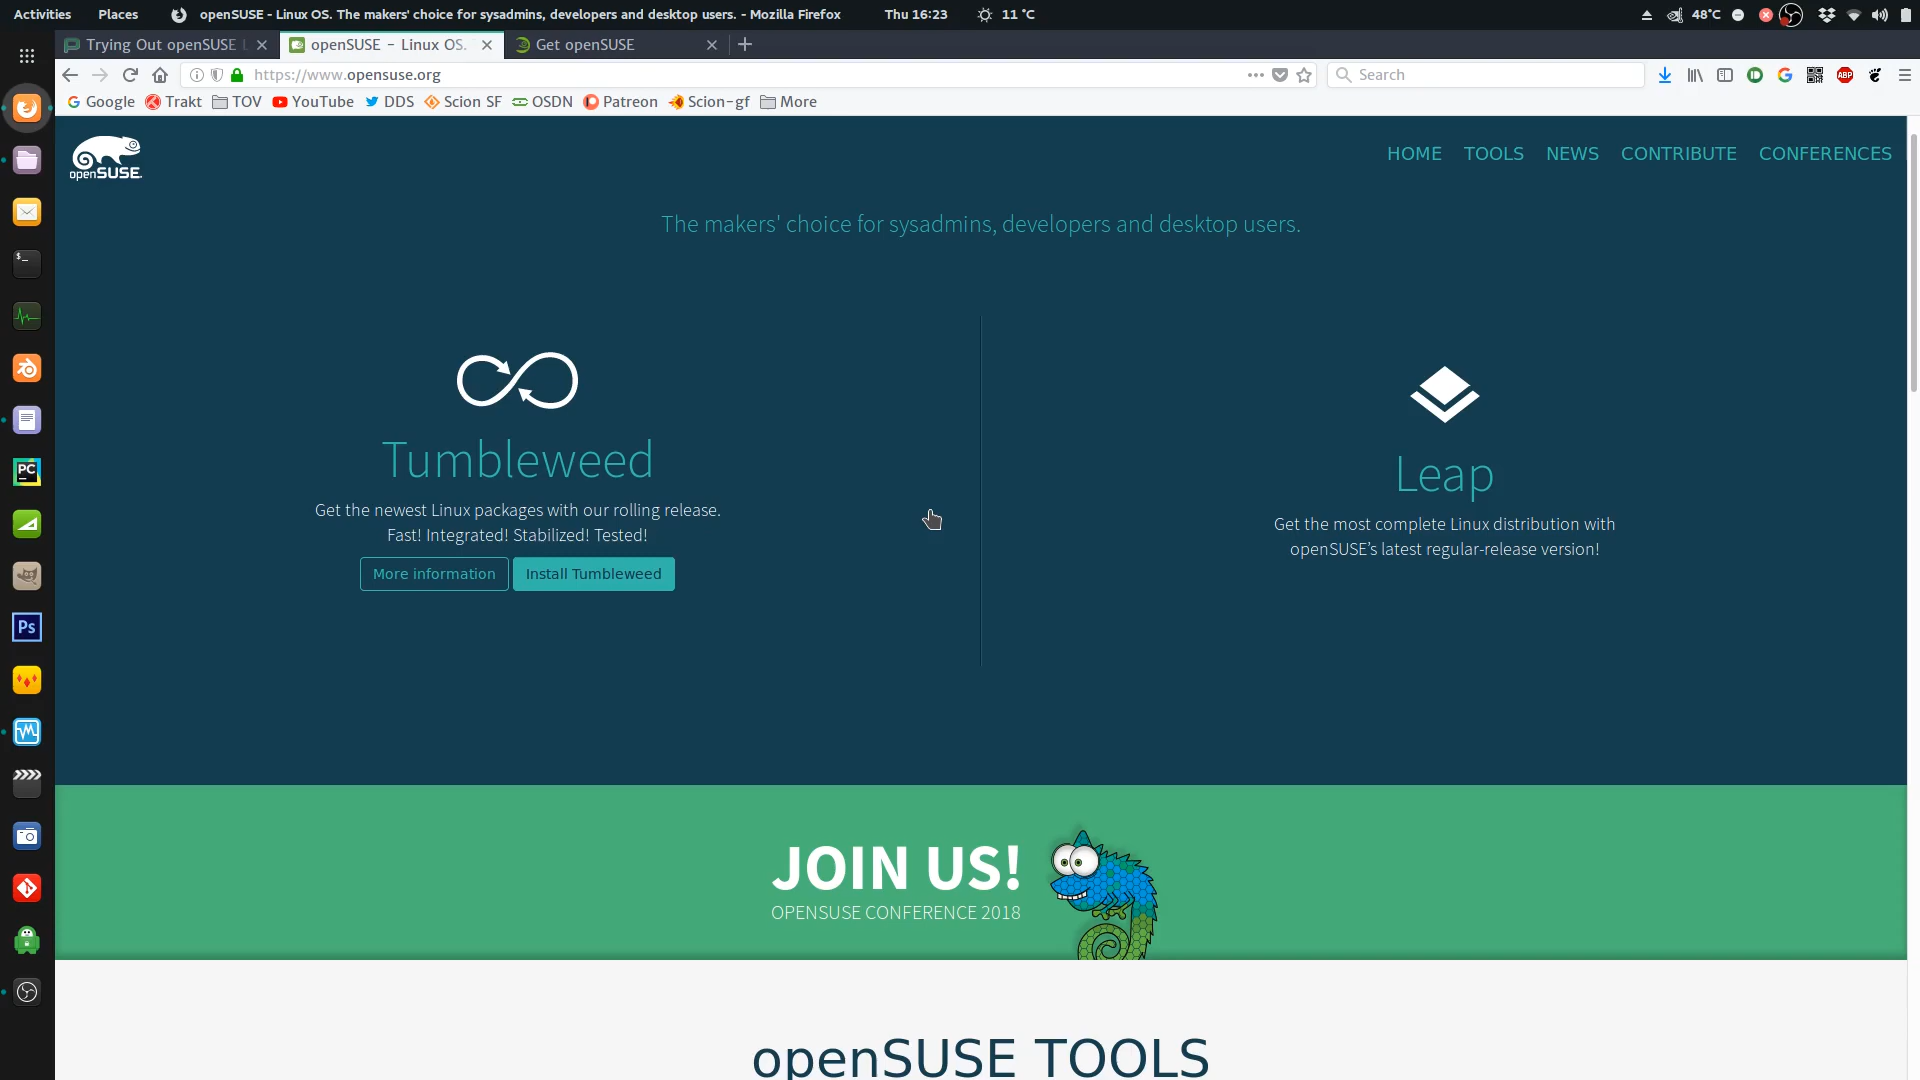 Activities Places openSUSE - Linux OS. The makers' choice for sysadmins, developers and desktop users. - Mozilla Firefox Thu 16:23 11 °C 48°C
Trying Out openSUSE openSUSE - Linux OS. Get openSUSE
https://www.opensuse.org Search ABP
Google Trakt TOV YouTube DDS Scion SF OSDN Patreon Scion-gf More
openSUSE.
HOME TOOLS NEWS CONTRIBUTE CONFERENCES
The makers' choice for sysadmins, developers and desktop users.
Tumbleweed
Get the newest Linux packages with our rolling release.
Fast! Integrated! Stabilized! Tested!
More information Install Tumbleweed
Leap
Get the most complete Linux distribution with
openSUSE’s latest regular-release version!
PC
Ps
JOIN US!
OPENSUSE CONFERENCE 2018
openSUSE TOOLS